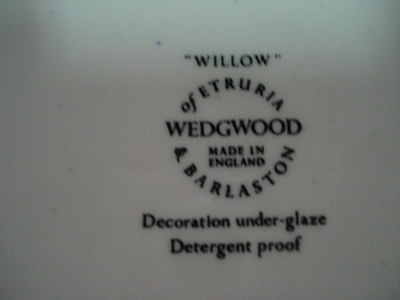 "WILLOW"
of ETRURIA
WEDGWOOD
MADE IN
ENGLAND
& BARLASTON
Decoration under-glaze
Detergent proof